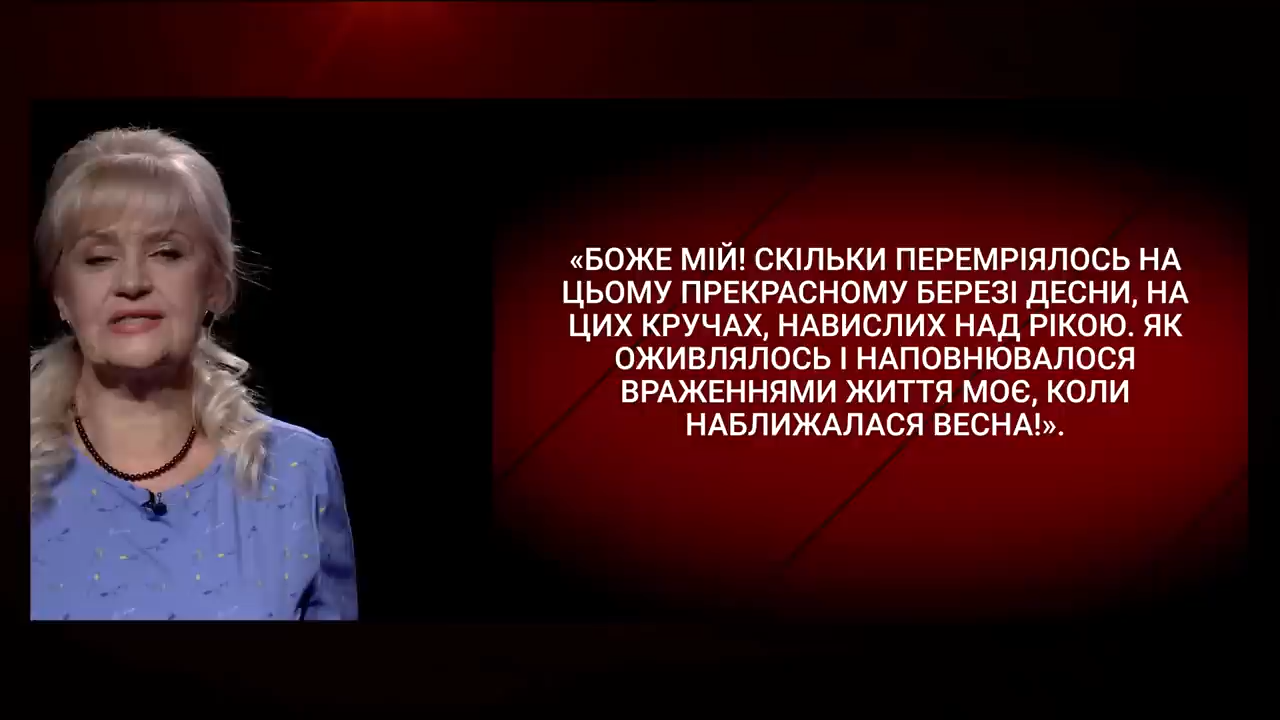 «БОЖЕ МІЙ! СКІЛЬКИ ПЕРЕМРІЯЛОСЬ НА
ЦЬОМУ ПРЕКРАСНОМУ БЕРЕЗІ ДЕСНИ, НА
ЦИХ КРУЧАХ, НАВИСЛИХ НАД РІКОЮ. ЯК
ОЖИВЛЯЛОСЬ І НАПОВНЮВАЛОСЯ
ВРАЖЕННЯМИ ЖИТТЯ МОЄ, КОЛИ
НАБЛИЖАЛАСЯ ВЕСНА!».